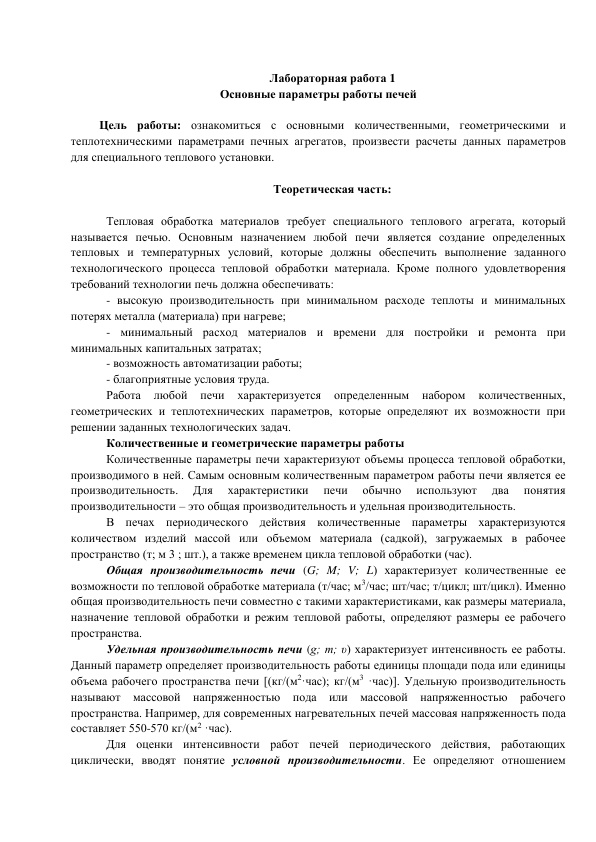 Лабораторная работа 1
Основные параметры работы печей
Цель работы: ознакомиться с основными количественными, геометрическими и
теплотехническими параметрами печных агрегатов, произвести расчеты данных параметров
для специального теплового установки.
Теоретическая часть:
Тепловая обработка материалов требует специального теплового агрегата, который
называется печью. Основным назначением любой печи является создание определенных
тепловых и температурных условий, которые должны обеспечить выполнение заданного
технологического процесса тепловой обработки материала. Кроме полного удовлетворения
требований технологии печь должна обеспечивать:
- высокую производительность при минимальном расходе теплоты и минимальных
потерях металла (материала) при нагреве;
- минимальный расход материалов и времени для постройки и ремонта при
минимальных капитальных затратах;
- возможность автоматизации работы;
- благоприятные условия труда.
Работа любой печи характеризуется определенным набором количественных,
геометрических и теплотехнических параметров, которые определяют их возможности при
решении заданных технологических задач.
Количественные и геометрические параметры работы
Количественные параметры печи характеризуют объемы процесса тепловой обработки,
производимого в ней. Самым основным количественным параметром работы печи является ее
производительность. Для характеристики печи обычно используют два понятия
производительности – это общая производительность и удельная производительность.
В печах периодического действия количественные параметры характеризуются
количеством изделий массой или объемом материала (садкой), загружаемых в рабочее
пространство (т; м 3 ; шт.), а также временем цикла тепловой обработки (час).
Общая производительность печи (G; M; V; L) характеризует количественные ее
возможности по тепловой обработке материала (т/час; м³/час; шт/час; т/цикл; шт/цикл). Именно
общая производительность печи совместно с такими характеристиками, как размеры материала,
назначение тепловой обработки и режим тепловой работы, определяют размеры ее рабочего
пространства.
Удельная производительность печи (g; m; υ) характеризует интенсивность ее работы.
Данный параметр определяет производительность работы единицы площади пода или единицы
объема рабочего пространства печи [(кг/(м²·час); кг/(м³ ·час)]. Удельную производительность
называют массовой напряженностью пода или массовой напряженностью рабочего
пространства. Например, для современных нагревательных печей массовая напряженность пода
составляет 550-570 кг/(м² ·час).
Для оценки интенсивности работ печей периодического действия, работающих
циклически, вводят понятие условной производительности. Ее определяют отношением